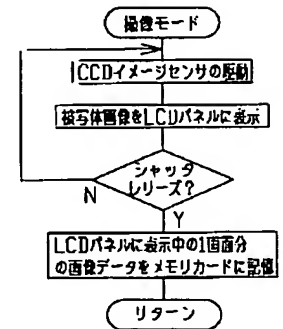 撮像モード
CCDイメージセンサの駆動
被写体画像をLCDパネルに表示
シャッタ
レリーズ?
N
Y
LCDパネルに表示中の1画面分
の画像データをメモリカードに記憶
リターン